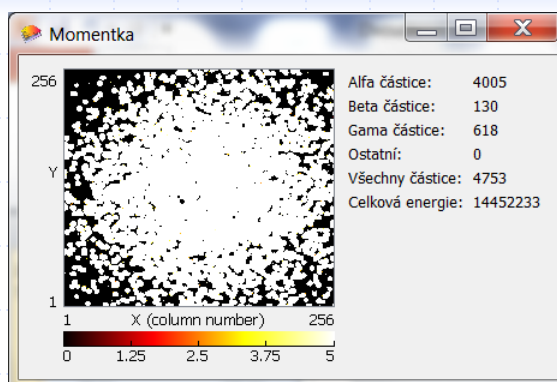 Momentka
256
Y
1
1 X (column number) 256
0 1.25 2.5 3.75 5
Alfa částice: 4005
Beta částice: 130
Gama částice: 618
Ostatní: 0
Všechny částice: 4753
Celková energie: 14452233